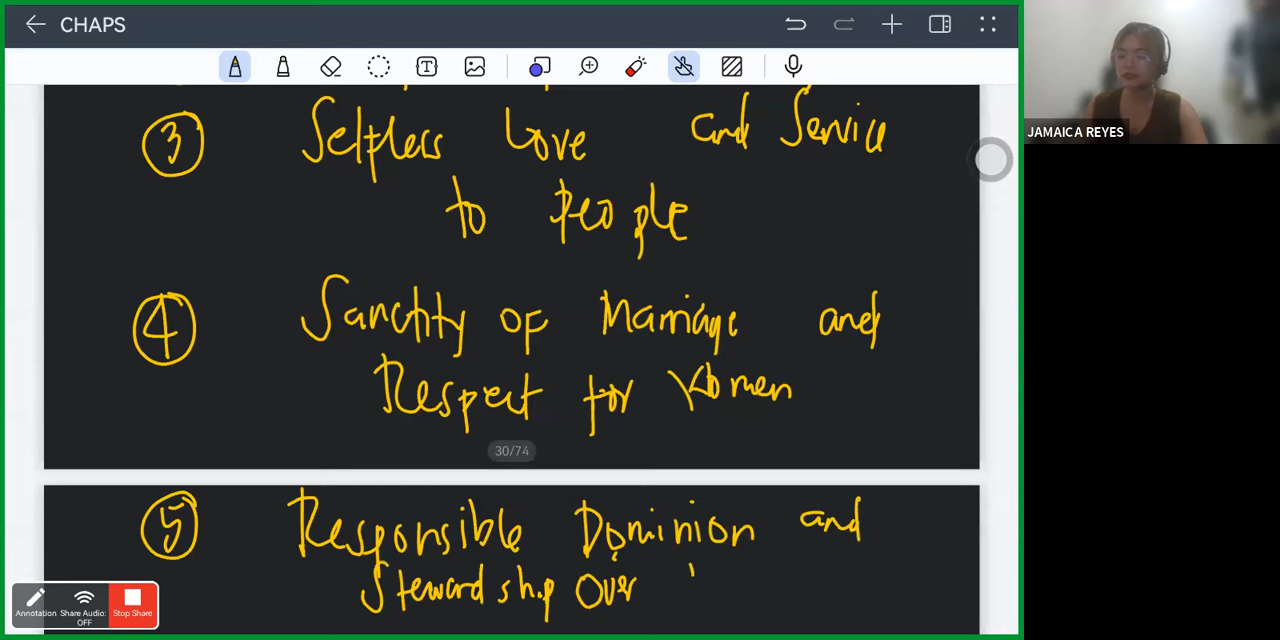 CHAPS
JAMAICA REYES
3 Selfless Love and Service
to People
4 Sanctity of Marriage and
Respect for Women
30/74
5 Responsible Dominion and
Stewardship Over
Annotation Share Audio: OFF Stop Share